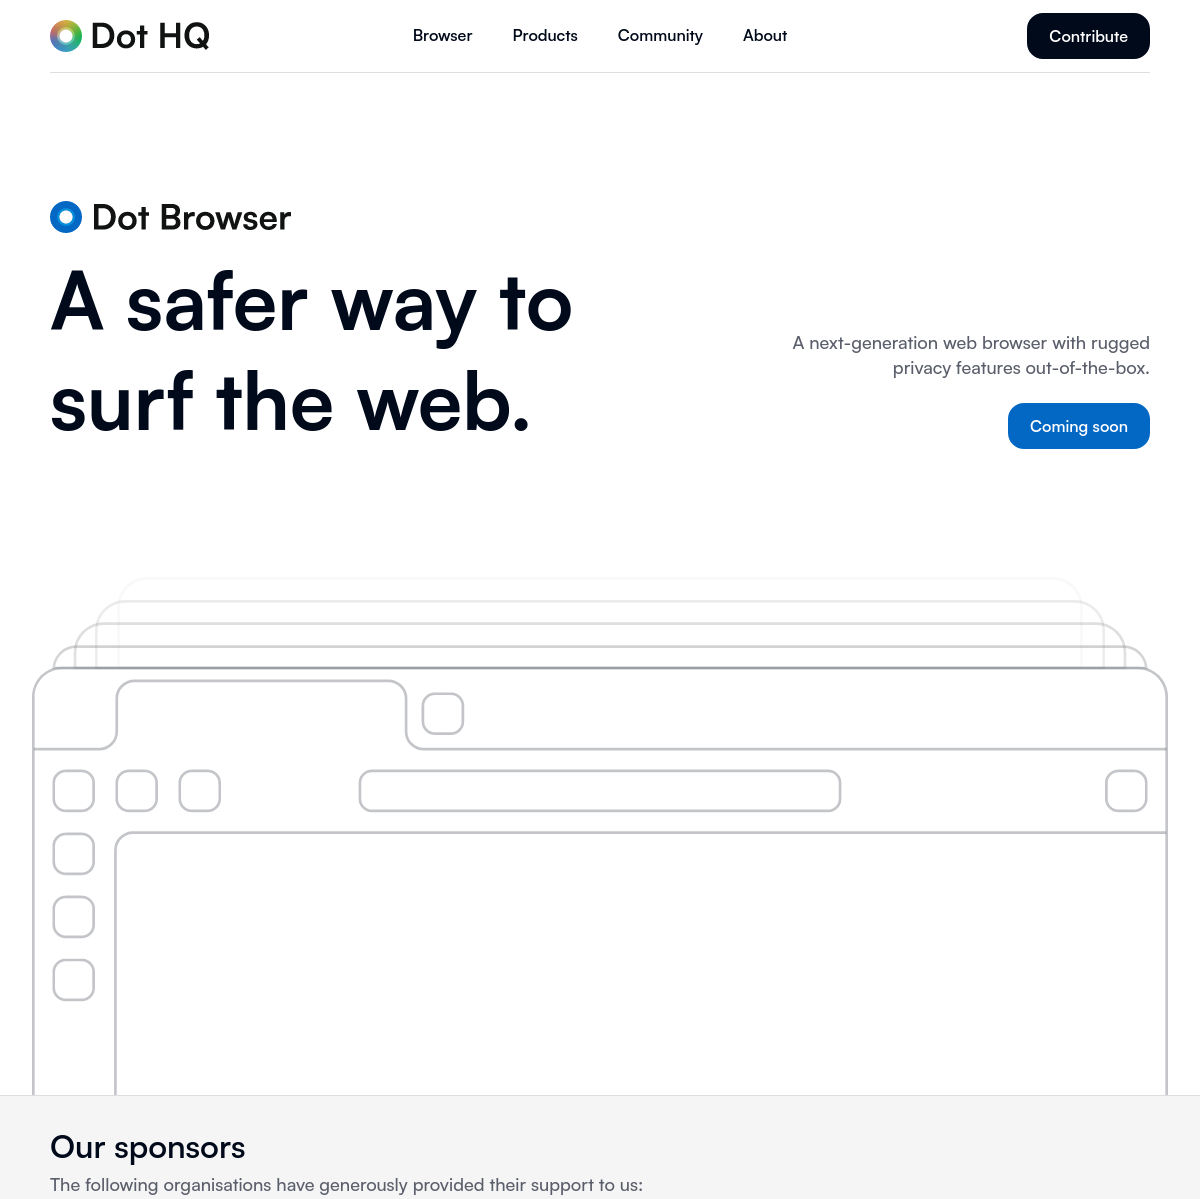 Dot HQ
Browser
Products
Community
About
Contribute
Dot Browser
A safer way to
surf the web.
A next-generation web browser with rugged
privacy features out-of-the-box.
Coming soon
Our sponsors
The following organisations have generously provided their support to us: